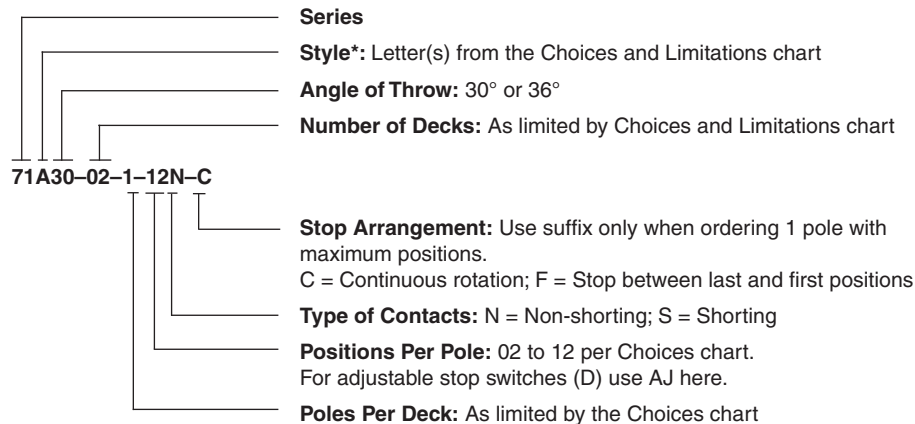 Series
Style*: Letter(s) from the Choices and Limitations chart
Angle of Throw: 30° or 36°
Number of Decks: As limited by Choices and Limitations chart
71A30–02–1–12N–C
Stop Arrangement: Use suffix only when ordering 1 pole with
maximum positions.
C = Continuous rotation; F = Stop between last and first positions
Type of Contacts: N = Non-shorting; S = Shorting
Positions Per Pole: 02 to 12 per Choices chart.
For adjustable stop switches (D) use AJ here.
Poles Per Deck: As limited by the Choices chart